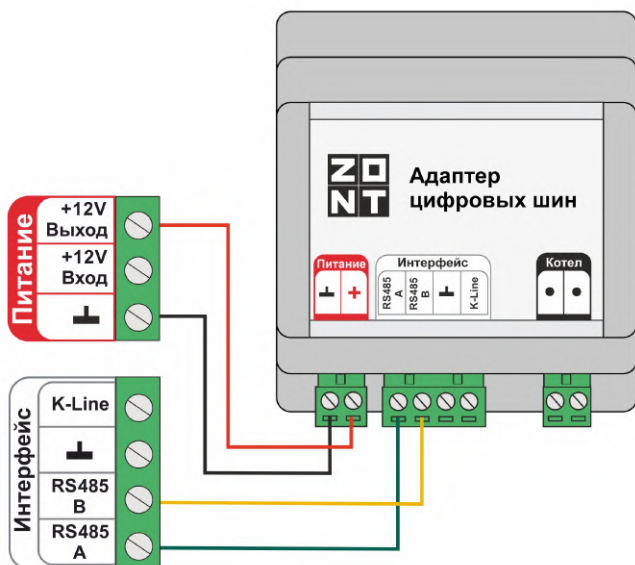 ZO
NT
Адаптер
цифровых шин
Питание
+
Интерфейс
RS485
A
RS485
B
K-Line
Котел
Питание
+12V
Выход
+12V
Вход
Интерфейс
K-Line
RS485
B
RS485
A